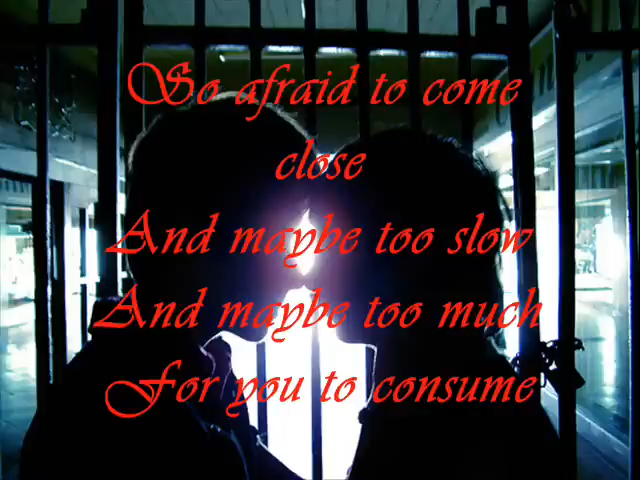 So afraid to come
close
And maybe too slow
And maybe too much
For you to consume